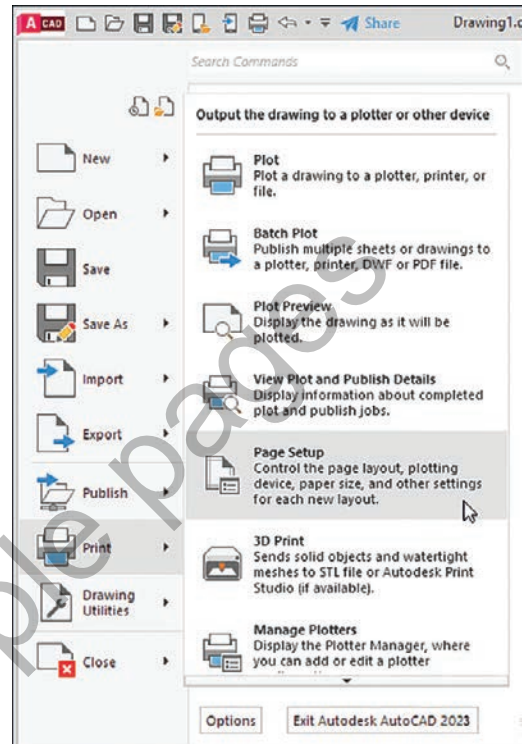 A CAD
Share
Drawing1.d
Search Commands
Output the drawing to a plotter or other device
New
Open
Save
Save As
Import
Export
Publish
Print
Drawing
Utilities
Close
Plot
Plot a drawing to a plotter, printer, or
file.
Batch Plot
Publish multiple sheets or drawings to
a plotter, printer, DWF or PDF file.
Plot Preview
Display the drawing as it will be
plotted.
View Plot and Publish Details
Display information about completed
plot and publish jobs.
Page Setup
Control the page layout, plotting
device, paper size, and other settings
for each new layout.
3D Print
Sends solid objects and watertight
meshes to STL file or Autodesk Print
Studio (if available).
Manage Plotters
Display the Plotter Manager, where
you can add or edit a plotter
Options
Exit Autodesk AutoCAD 2023
ple pages